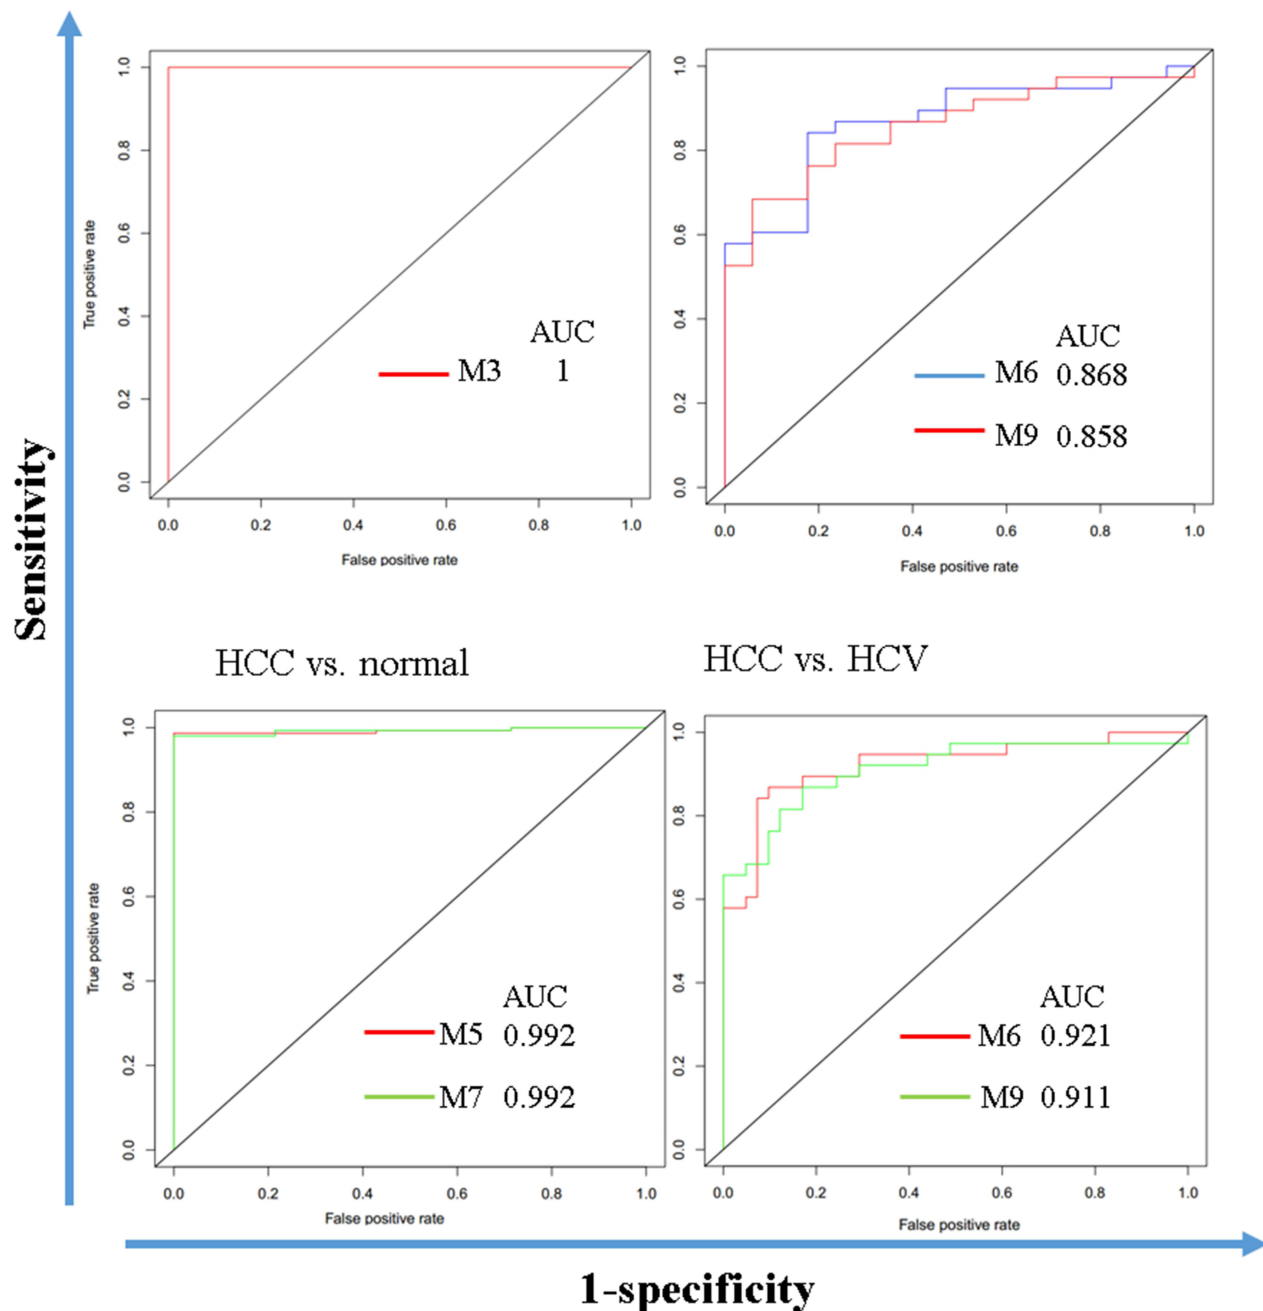 Sensitivity
True positive rate
1.0
0.8
0.6
0.4
0.2
0.0
AUC
M3 1
0.0 0.2 0.4 0.6 0.8 1.0
False positive rate
1.0
0.8
0.6
0.4
0.2
0.0
AUC
M6 0.868
M9 0.858
0.0 0.2 0.4 0.6 0.8 1.0
False positive rate
HCC vs. normal
True positive rate
1.0
0.8
0.6
0.4
0.2
0.0
AUC
M5 0.992
M7 0.992
0.0 0.2 0.4 0.6 0.8 1.0
False positive rate
HCC vs. HCV
1.0
0.8
0.6
0.4
0.2
0.0
AUC
M6 0.921
M9 0.911
0.0 0.2 0.4 0.6 0.8 1.0
False positive rate
1-specificity